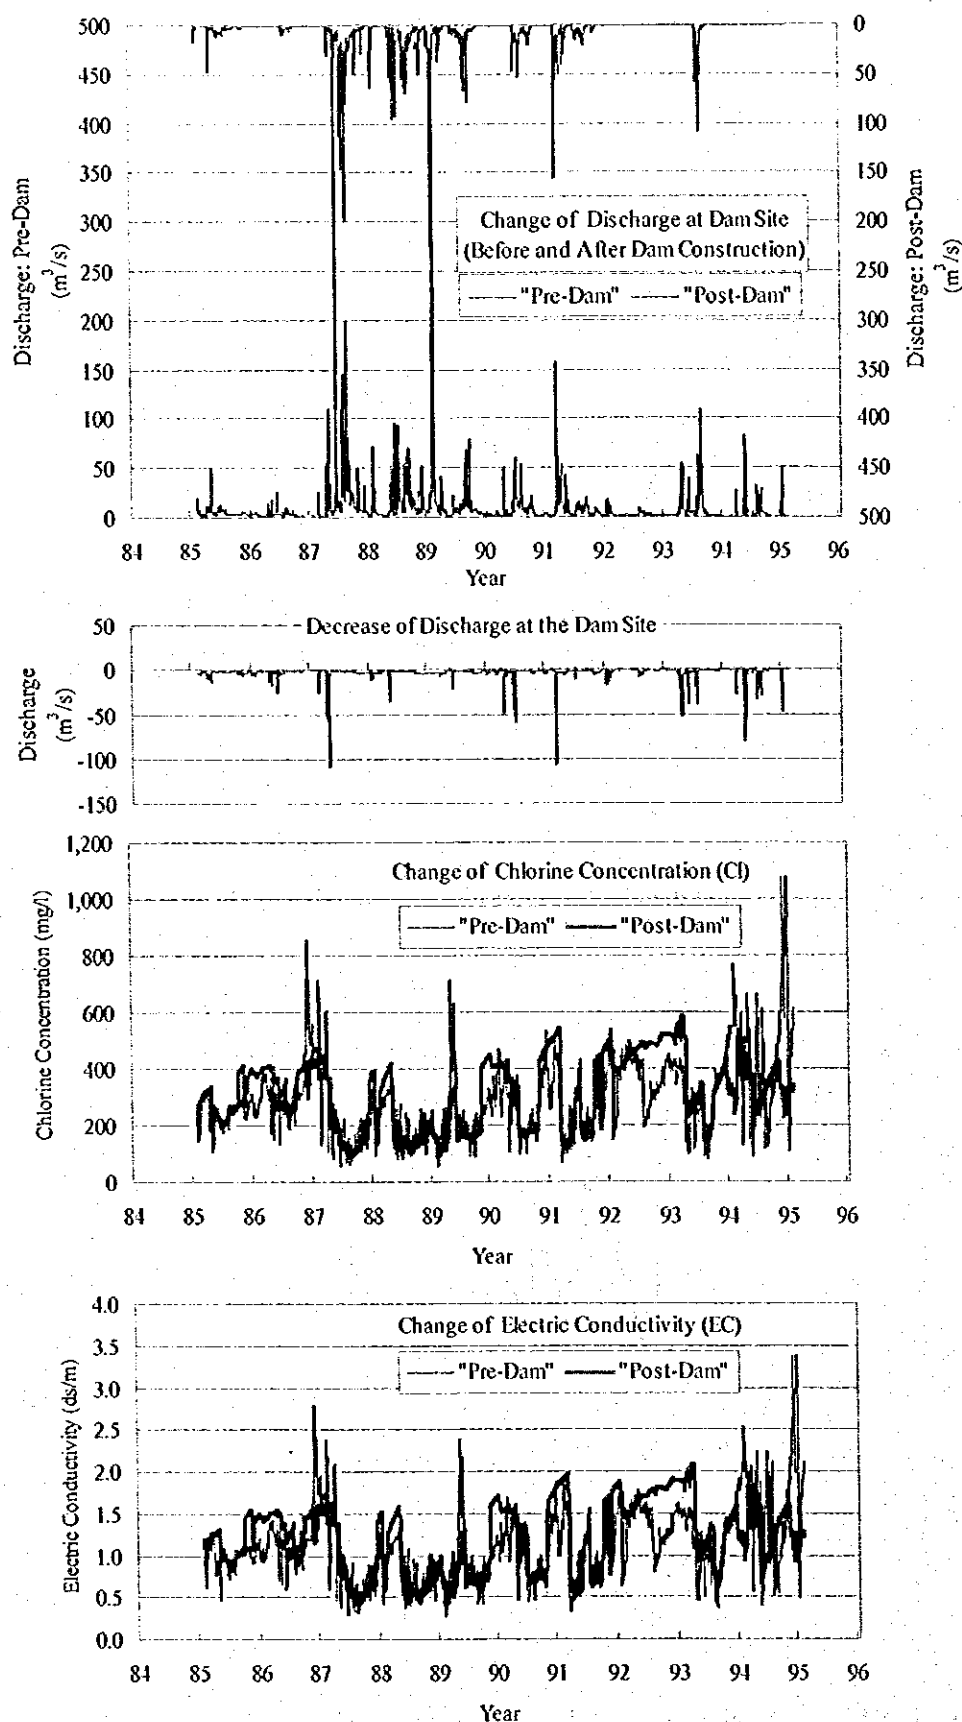 500
450
400
350
300
250
200
150
100
50
0
Discharge: Pre-Dam
(m³/s)
0
50
100
150
200
250
300
350
400
450
500
Discharge: Post-Dam
(m³/s)
Change of Discharge at Dam Site
(Before and After Dam Construction)
"Pre-Dam" "Post-Dam"
84 85 86 87 88 89 90 91 92 93 94 95 96
Year
Decrease of Discharge at the Dam Site
50
0
-50
-100
-150
Discharge
(m³/s)
Change of Chlorine Concentration (Cl)
"Pre-Dam" "Post-Dam"
1,200
1,000
800
600
400
200
0
Chlorine Concentration (mg/l)
84 85 86 87 88 89 90 91 92 93 94 95 96
Year
Change of Electric Conductivity (EC)
"Pre-Dam" "Post-Dam"
4.0
3.5
3.0
2.5
2.0
1.5
1.0
0.5
0.0
Electric Conductivity (ds/m)
84 85 86 87 88 89 90 91 92 93 94 95 96
Year